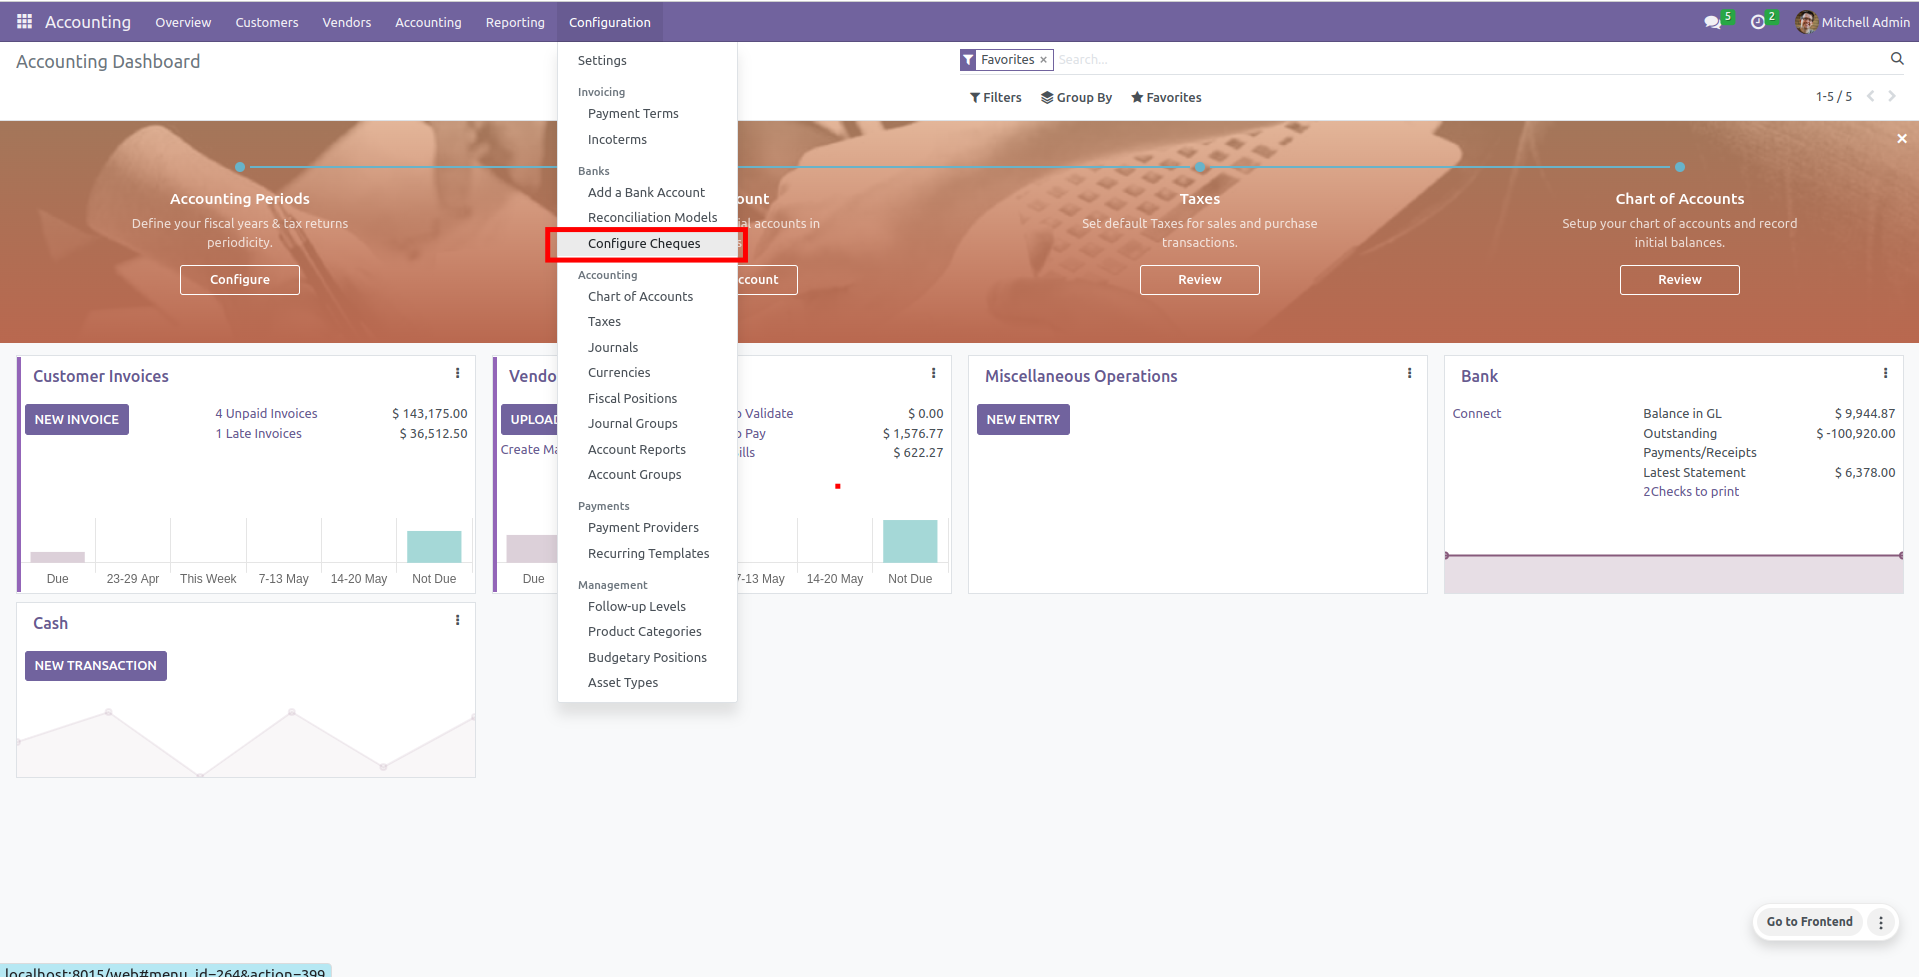 Accounting Overview Customers Vendors Accounting Reporting Configuration 5 2 Mitchell Admin
Accounting Dashboard
Favorites × Search...
Filters Group By Favorites 1-5 / 5
Settings
Invoicing
Payment Terms
Incoterms
Banks
Add a Bank Account
Reconciliation Models
Configure Cheques
Accounting
Chart of Accounts
Taxes
Journals
Currencies
Fiscal Positions
Journal Groups
Account Reports
Account Groups
Payments
Payment Providers
Recurring Templates
Management
Follow-up Levels
Product Categories
Budgetary Positions
Asset Types
Accounting Periods
Define your fiscal years & tax returns
periodicity.
Configure
ount
ial accounts in
s.
ccount
Taxes
Set default Taxes for sales and purchase
transactions.
Review
Chart of Accounts
Setup your chart of accounts and record
initial balances.
Review
Customer Invoices
NEW INVOICE
4 Unpaid Invoices $ 143,175.00
1 Late Invoices $ 36,512.50
Due 23-29 Apr This Week 7-13 May 14-20 May Not Due
Vendo
UPLOAD
Create Ma
o Validate $ 0.00
o Pay $ 1,576.77
ills $ 622.27
Due 7-13 May 14-20 May Not Due
Miscellaneous Operations
NEW ENTRY
Bank
Connect
Balance in GL $ 9,944.87
Outstanding $ -100,920.00
Payments/Receipts
Latest Statement $ 6,378.00
2Checks to print
Cash
NEW TRANSACTION
Go to Frontend
localhost:8015/web#menu_id=264&action=399